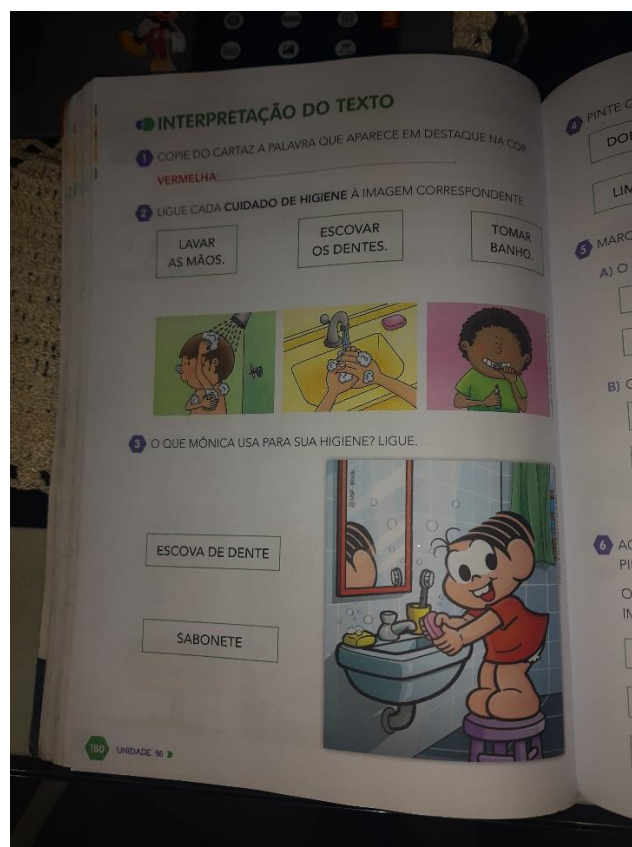 INTERPRETAÇÃO DO TEXTO
1 COPIE DO CARTAZ A PALAVRA QUE APARECE EM DESTAQUE NA COR
VERMELHA:
2 LIGUE CADA CUIDADO DE HIGIENE À IMAGEM CORRESPONDENTE
LAVAR
AS MÃOS.
ESCOVAR
OS DENTES.
TOMAR
BANHO.
3 O QUE MÔNICA USA PARA SUA HIGIENE? LIGUE.
ESCOVA DE DENTE
SABONETE
180 UNIDADE 16
4 PINTE
5
A) O
B)
6